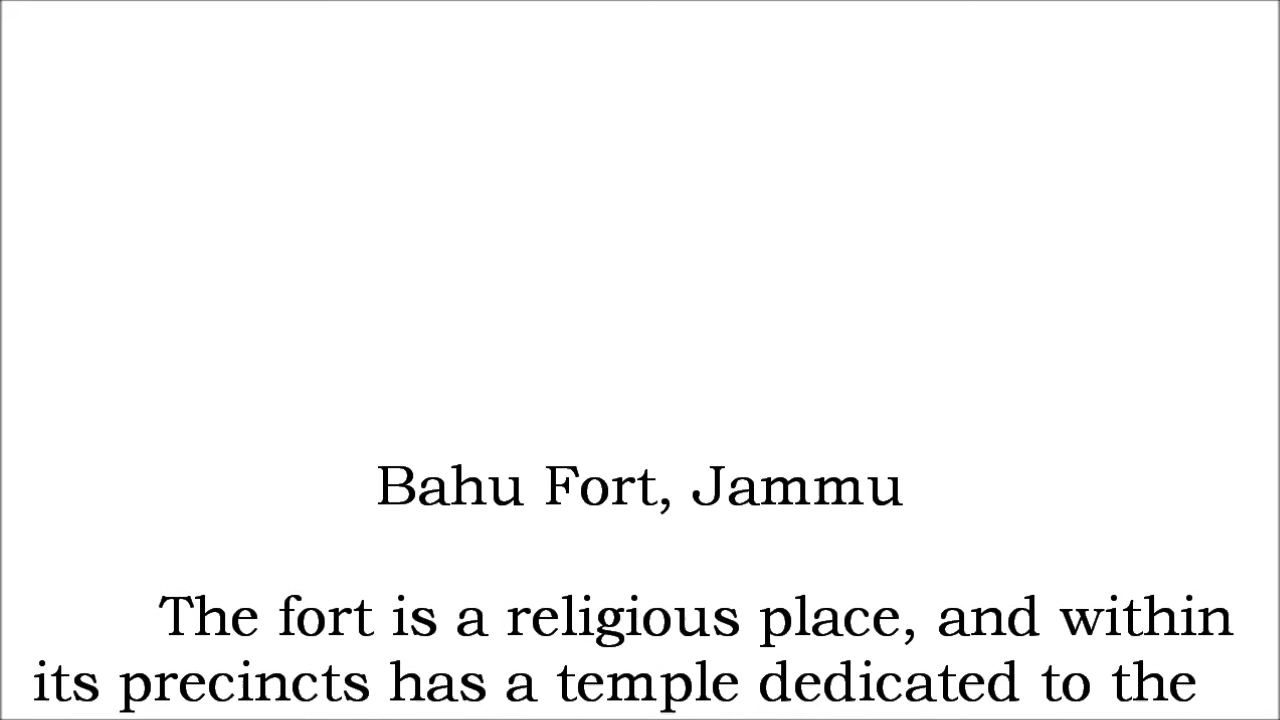 Bahu Fort, Jammu
The fort is a religious place, and within
its precincts has a temple dedicated to the